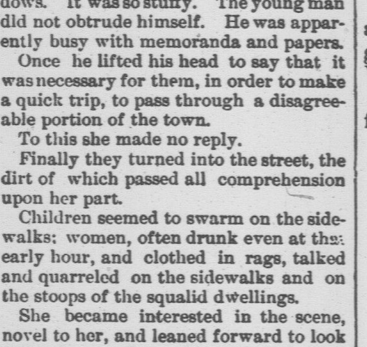 dows. It was so stuffy. The young man
did not obtrude himself. He was appar-
ently busy with memoranda and papers.
Once he lifted his head to say that it
was necessary for them, in order to make
a quick trip, to pass through a disagree-
able portion of the town.
To this she made no reply.
Finally they turned into the street, the
dirt of which passed all comprehension
upon her part.
Children seemed to swarm on the side-
walks; women, often drunk even at that
early hour, and clothed in rags, talked
and quarreled on the sidewalks and on
the stoops of the squalid dwellings.
She became interested in the scene,
novel to her, and leaned forward to look